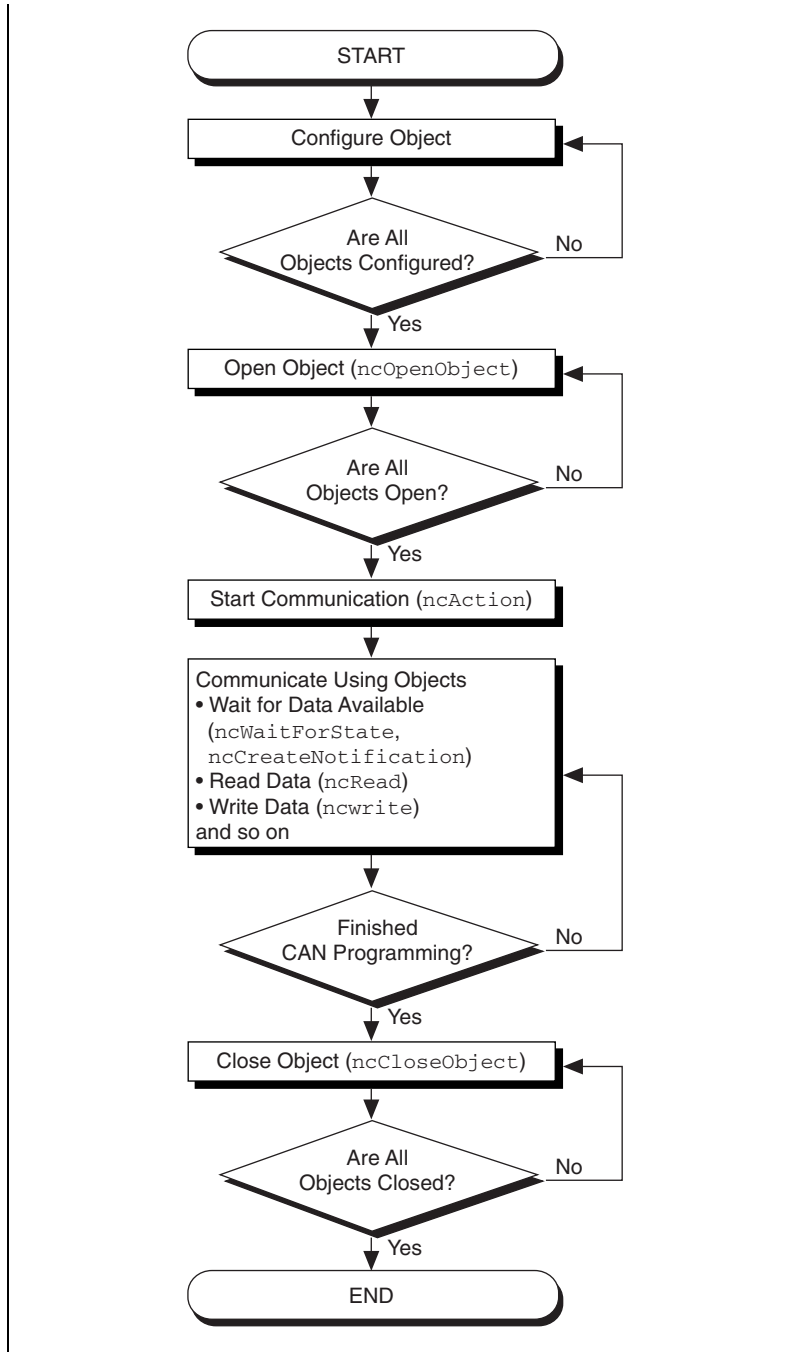 START
Configure Object
Are All
Objects Configured?
No
Yes
Open Object (ncOpenObject)
Are All
Objects Open?
No
Yes
Start Communication (ncAction)
Communicate Using Objects
• Wait for Data Available
(ncWaitForState,
ncCreateNotification)
• Read Data (ncRead)
• Write Data (ncwrite)
and so on
Finished
CAN Programming?
No
Yes
Close Object (ncCloseObject)
Are All
Objects Closed?
No
Yes
END